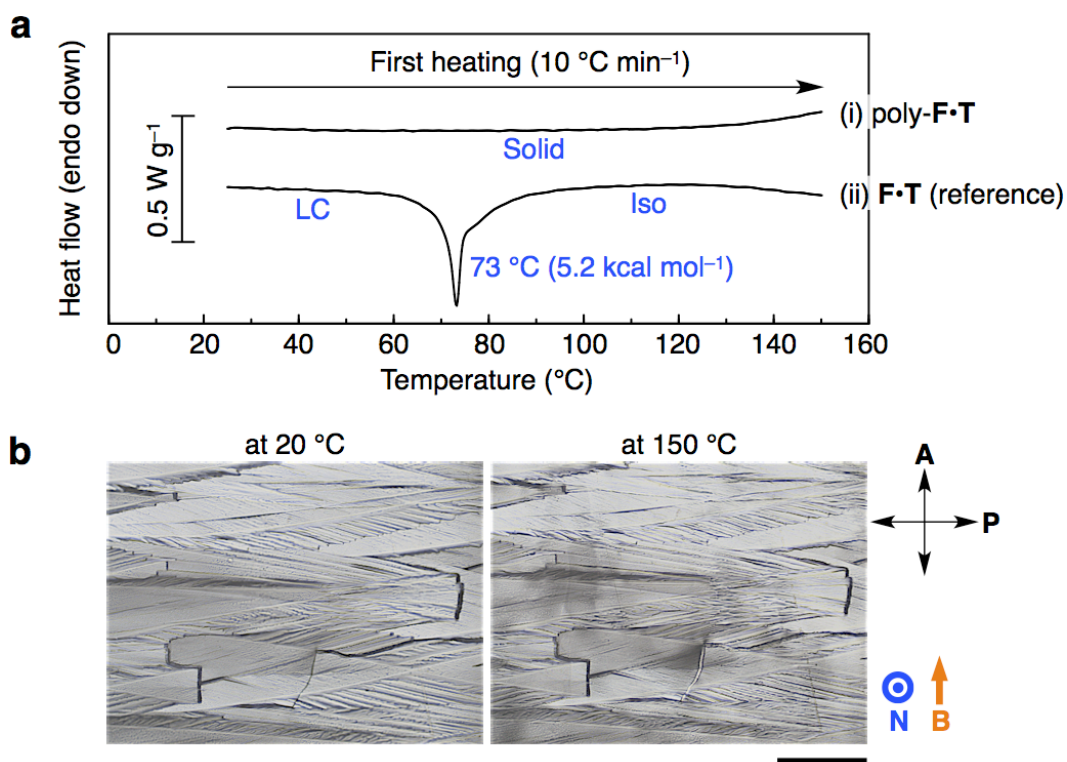 a
First heating (10 °C min⁻¹)
Heat flow (endo down)
0.5 W g⁻¹
(i) poly-F•T
Solid
(ii) F•T (reference)
LC
Iso
73 °C (5.2 kcal mol⁻¹)
0 20 40 60 80 100 120 140 160
Temperature (°C)
b
at 20 °C
at 150 °C
A
P
N
B